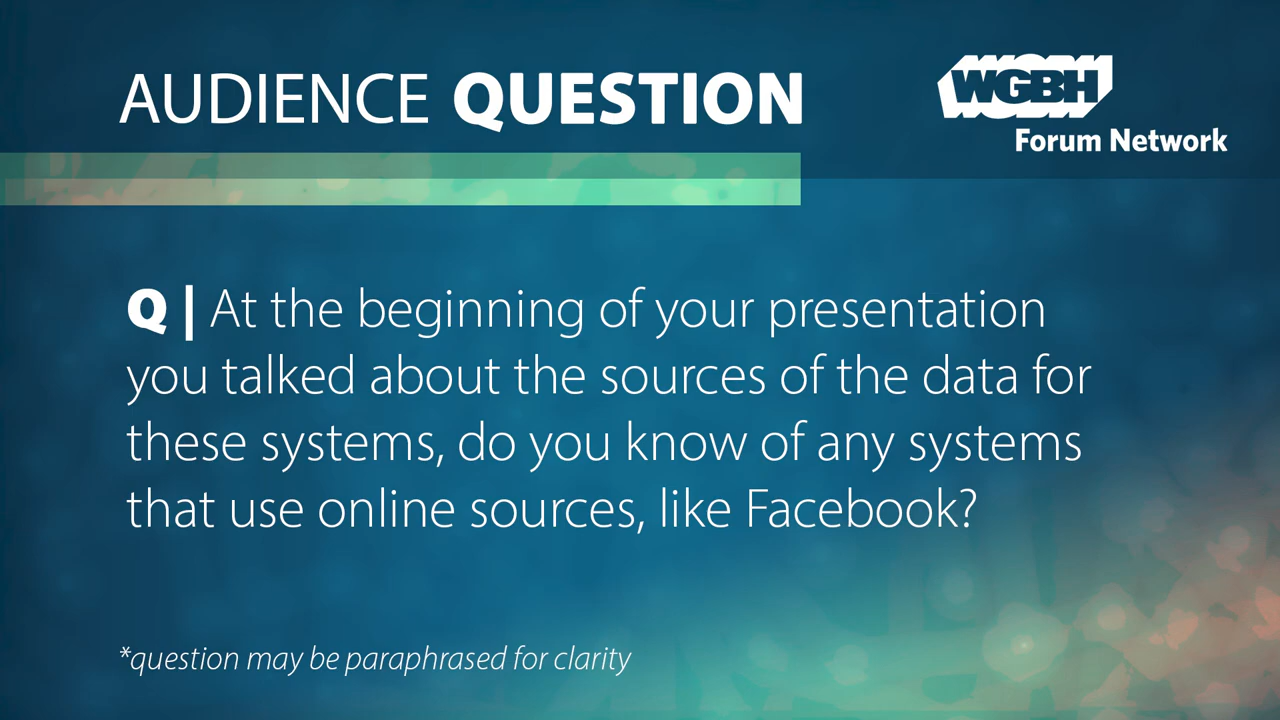 AUDIENCE QUESTION
WGBH
Forum Network
Q | At the beginning of your presentation
you talked about the sources of the data for
these systems, do you know of any systems
that use online sources, like Facebook?
*question may be paraphrased for clarity